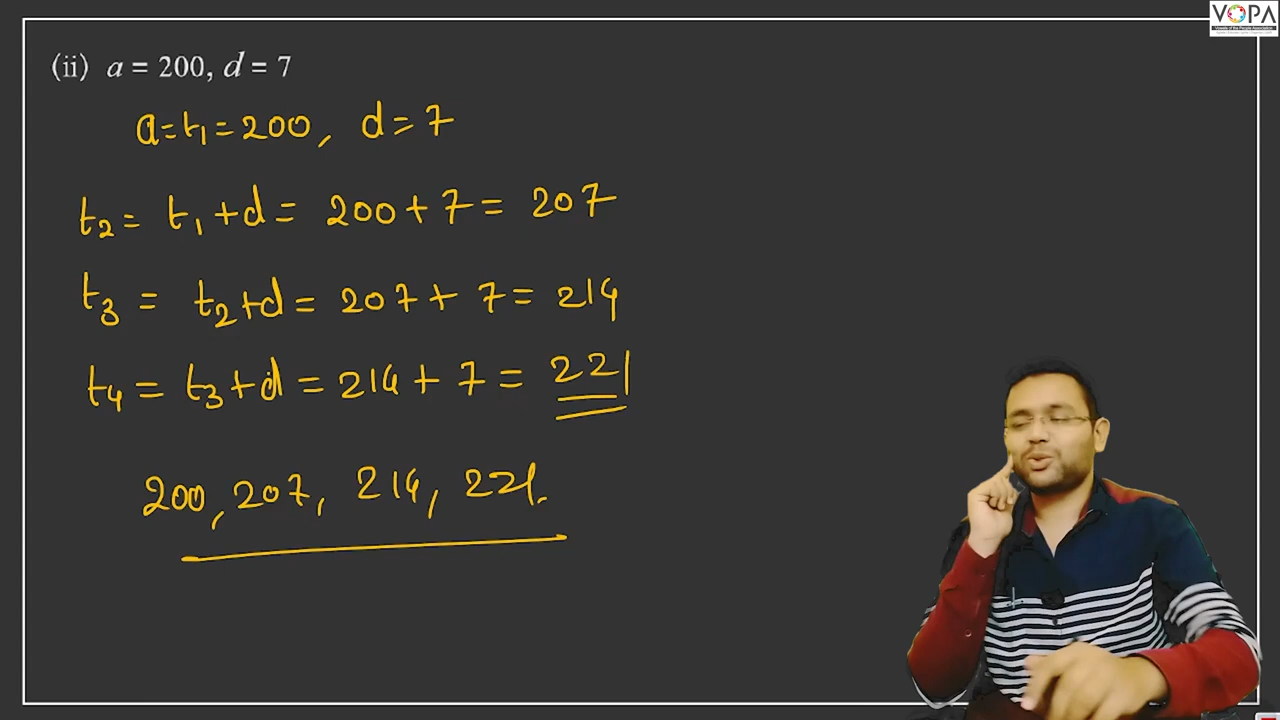 VOPA
(ii) a = 200, d = 7
a=t₁=200, d=7
t₂= t₁+d= 200+7= 207
t₃ = t₂+d= 207+ 7= 214
t₄= t₃+d= 214+ 7= 221
200, 207, 214, 221.